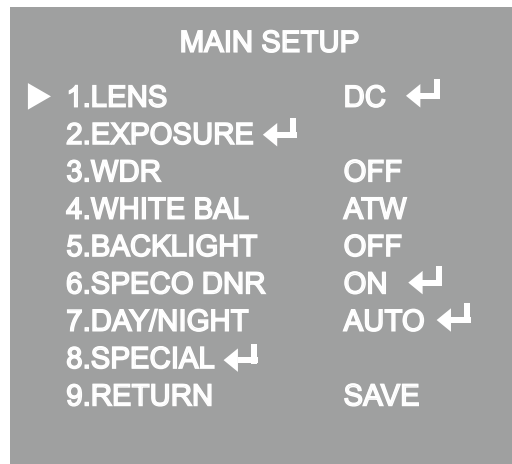 MAIN SETUP
▶ 1.LENS DC ↵
2.EXPOSURE ↵
3.WDR OFF
4.WHITE BAL ATW
5.BACKLIGHT OFF
6.SPECO DNR ON ↵
7.DAY/NIGHT AUTO ↵
8.SPECIAL ↵
9.RETURN SAVE